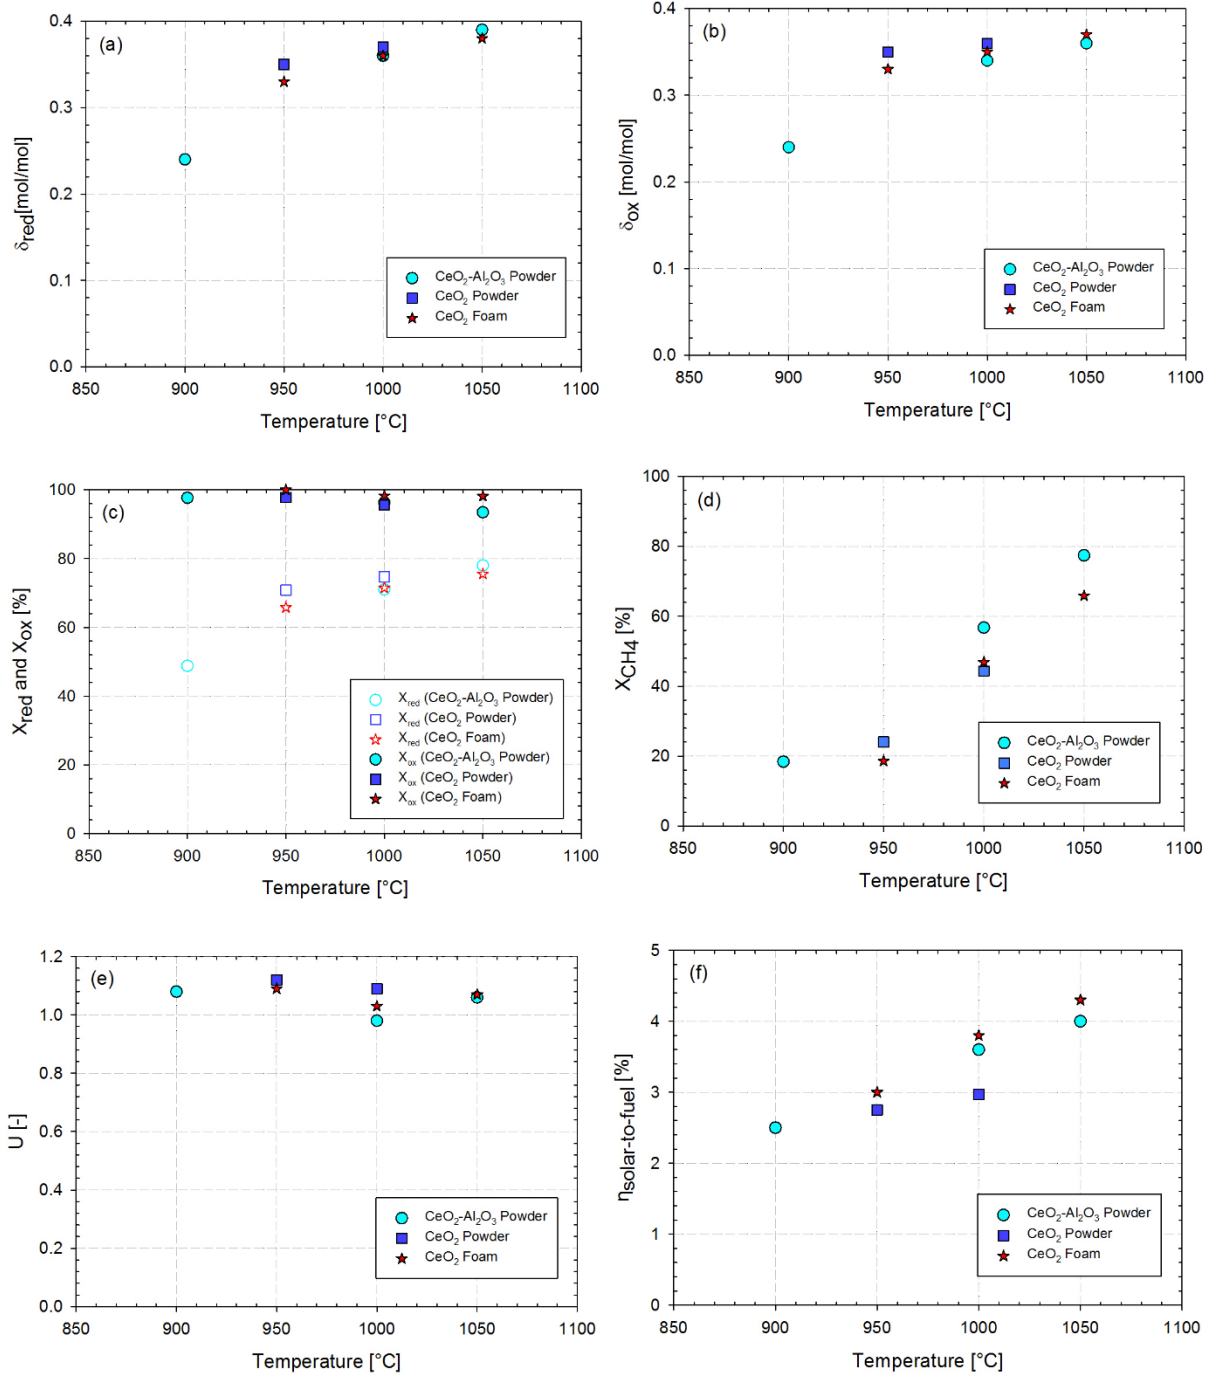 (a)
0.4
0.3
0.2
0.1
0.0
δred[mol/mol]
CeO2-Al2O3 Powder
CeO2 Powder
CeO2 Foam
850 900 950 1000 1050 1100
Temperature [°C]
(b)
0.4
0.3
0.2
0.1
0.0
δox [mol/mol]
CeO2-Al2O3 Powder
CeO2 Powder
CeO2 Foam
850 900 950 1000 1050 1100
Temperature [°C]
(c)
100
80
60
40
20
0
Xred and Xox [%]
Xred (CeO2-Al2O3 Powder)
Xred (CeO2 Powder)
Xred (CeO2 Foam)
Xox (CeO2-Al2O3 Powder)
Xox (CeO2 Powder)
Xox (CeO2 Foam)
850 900 950 1000 1050 1100
Temperature [°C]
(d)
100
80
60
40
20
0
XCH4 [%]
CeO2-Al2O3 Powder
CeO2 Powder
CeO2 Foam
850 900 950 1000 1050 1100
Temperature [°C]
(e)
1.2
1.0
0.8
0.6
0.4
0.2
0.0
U [-]
CeO2-Al2O3 Powder
CeO2 Powder
CeO2 Foam
850 900 950 1000 1050 1100
Temperature [°C]
(f)
5
4
3
2
1
0
ηsolar-to-fuel [%]
CeO2-Al2O3 Powder
CeO2 Powder
CeO2 Foam
850 900 950 1000 1050 1100
Temperature [°C]